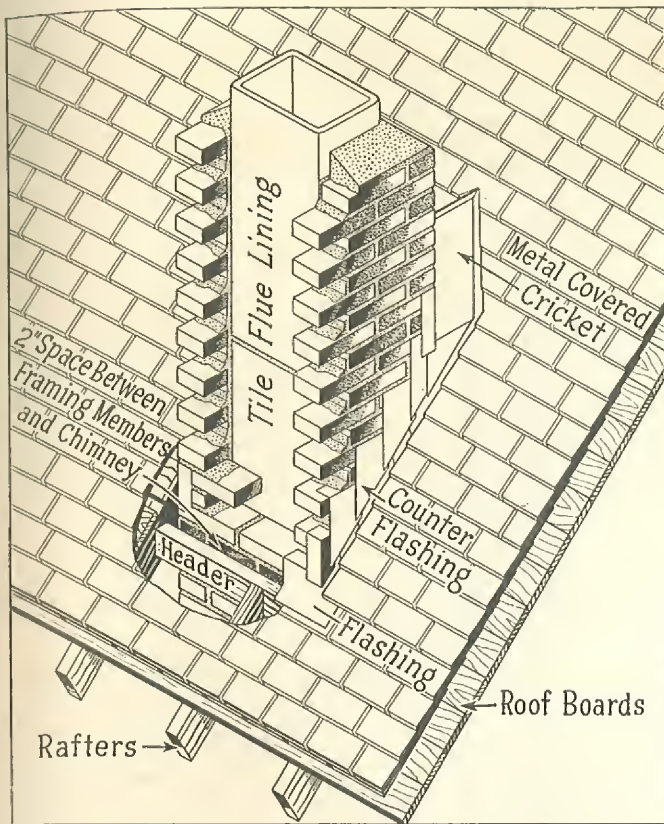 Tile Flue Lining
Metal Covered
Cricket
2" Space Between
Framing Members
and Chimney
Counter
Flashing
Header
Flashing
Roof Boards
Rafters